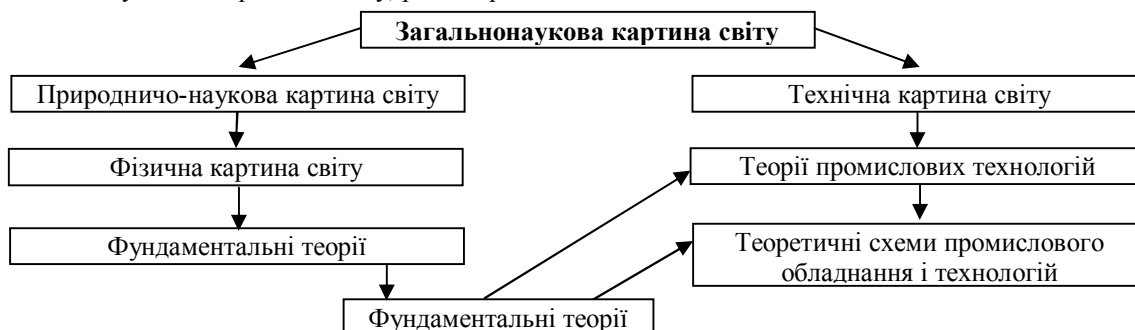 Загальнонаукова картина світу
Природничо-наукова картина світу
Технічна картина світу
Фізична картина світу
Теорії промислових технологій
Фундаментальні теорії
Теоретичні схеми промислового
обладнання і технологій
Фундаментальні теорії